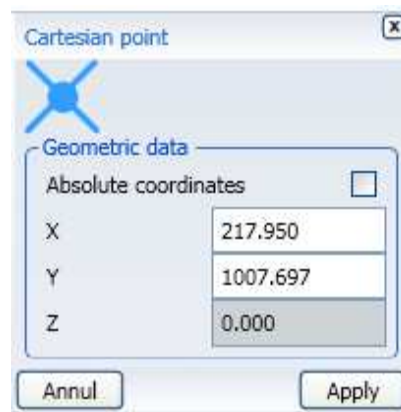 Cartesian point
x
Geometric data
Absolute coordinates
X 217.950
Y 1007.697
Z 0.000
Annul Apply